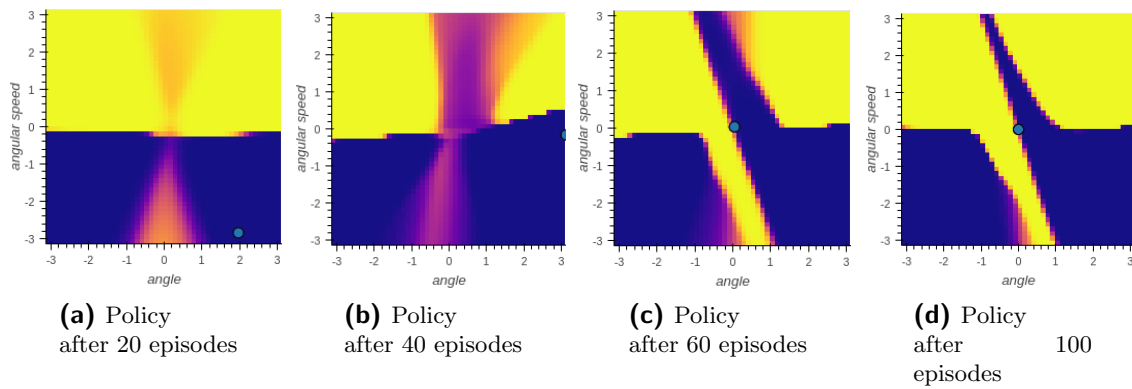 3
2
1
0
-1
-2
-3
angular speed
-3 -2 -1 0 1 2 3
angle
3
2
1
0
-1
-2
-3
angular speed
-3 -2 -1 0 1 2 3
angle
3
2
1
0
-1
-2
-3
angular speed
-3 -2 -1 0 1 2 3
angle
3
2
1
0
-1
-2
-3
angular speed
-3 -2 -1 0 1 2 3
angle
(a) Policy
after 20 episodes
(b) Policy
after 40 episodes
(c) Policy
after 60 episodes
(d) Policy
after 100
episodes